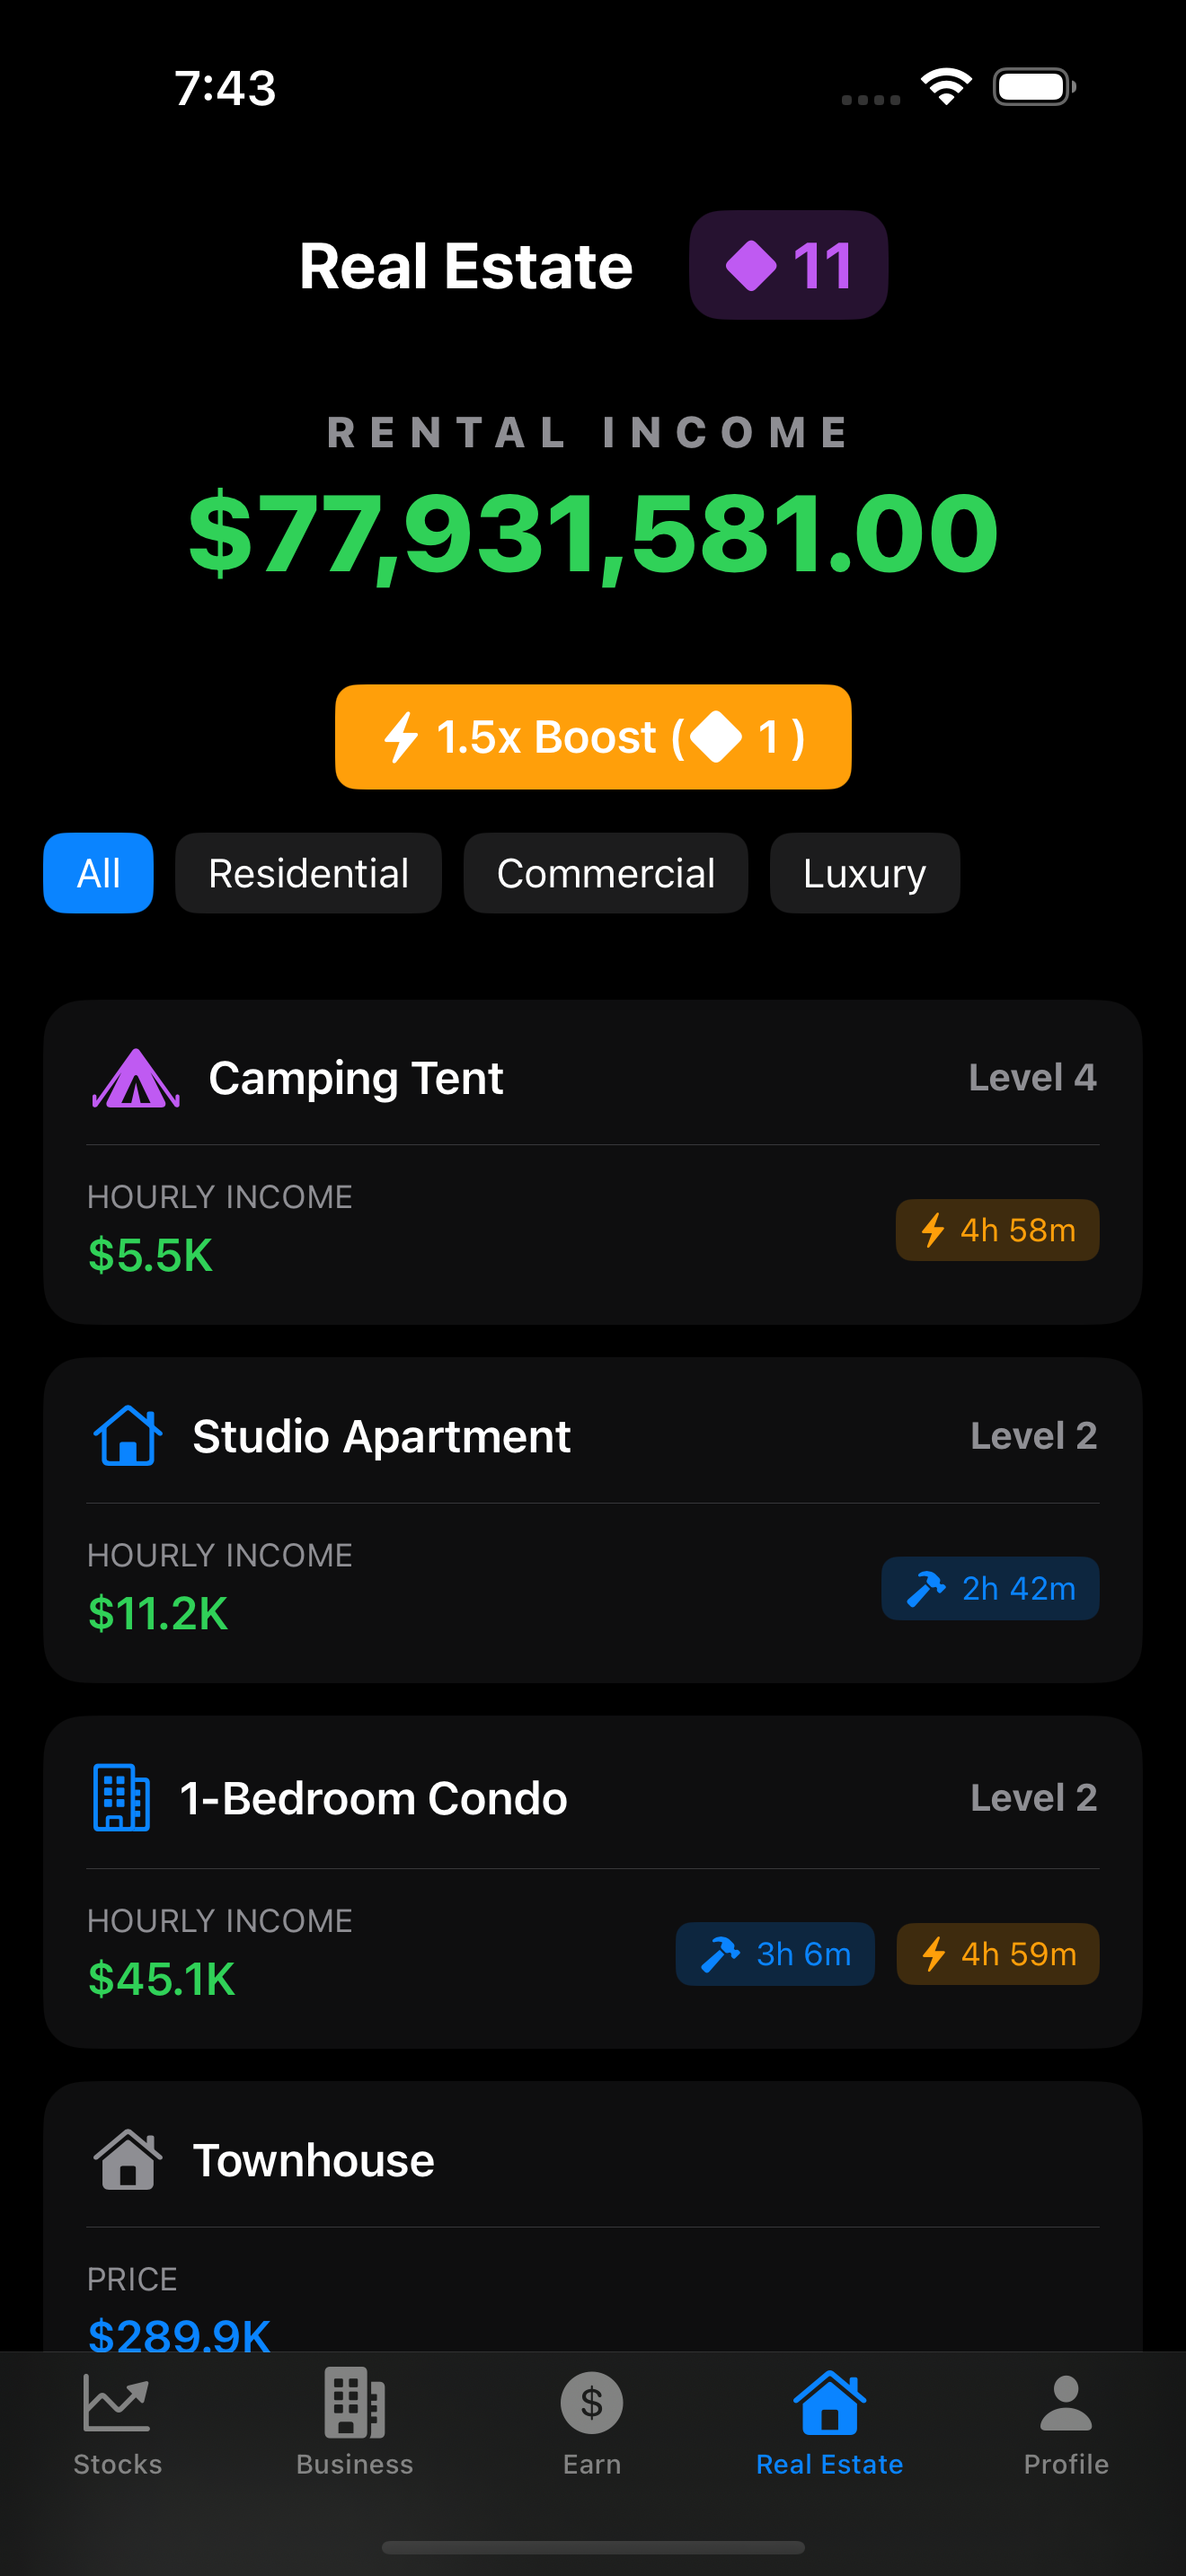 7:43
Real Estate 11
RENTAL INCOME
$77,931,581.00
1.5x Boost ( 1 )
All Residential Commercial Luxury
Camping Tent Level 4
HOURLY INCOME
$5.5K
4h 58m
Studio Apartment Level 2
HOURLY INCOME
$11.2K
2h 42m
1-Bedroom Condo Level 2
HOURLY INCOME
$45.1K
3h 6m 4h 59m
Townhouse
PRICE
$289.9K
Stocks Business Earn Real Estate Profile